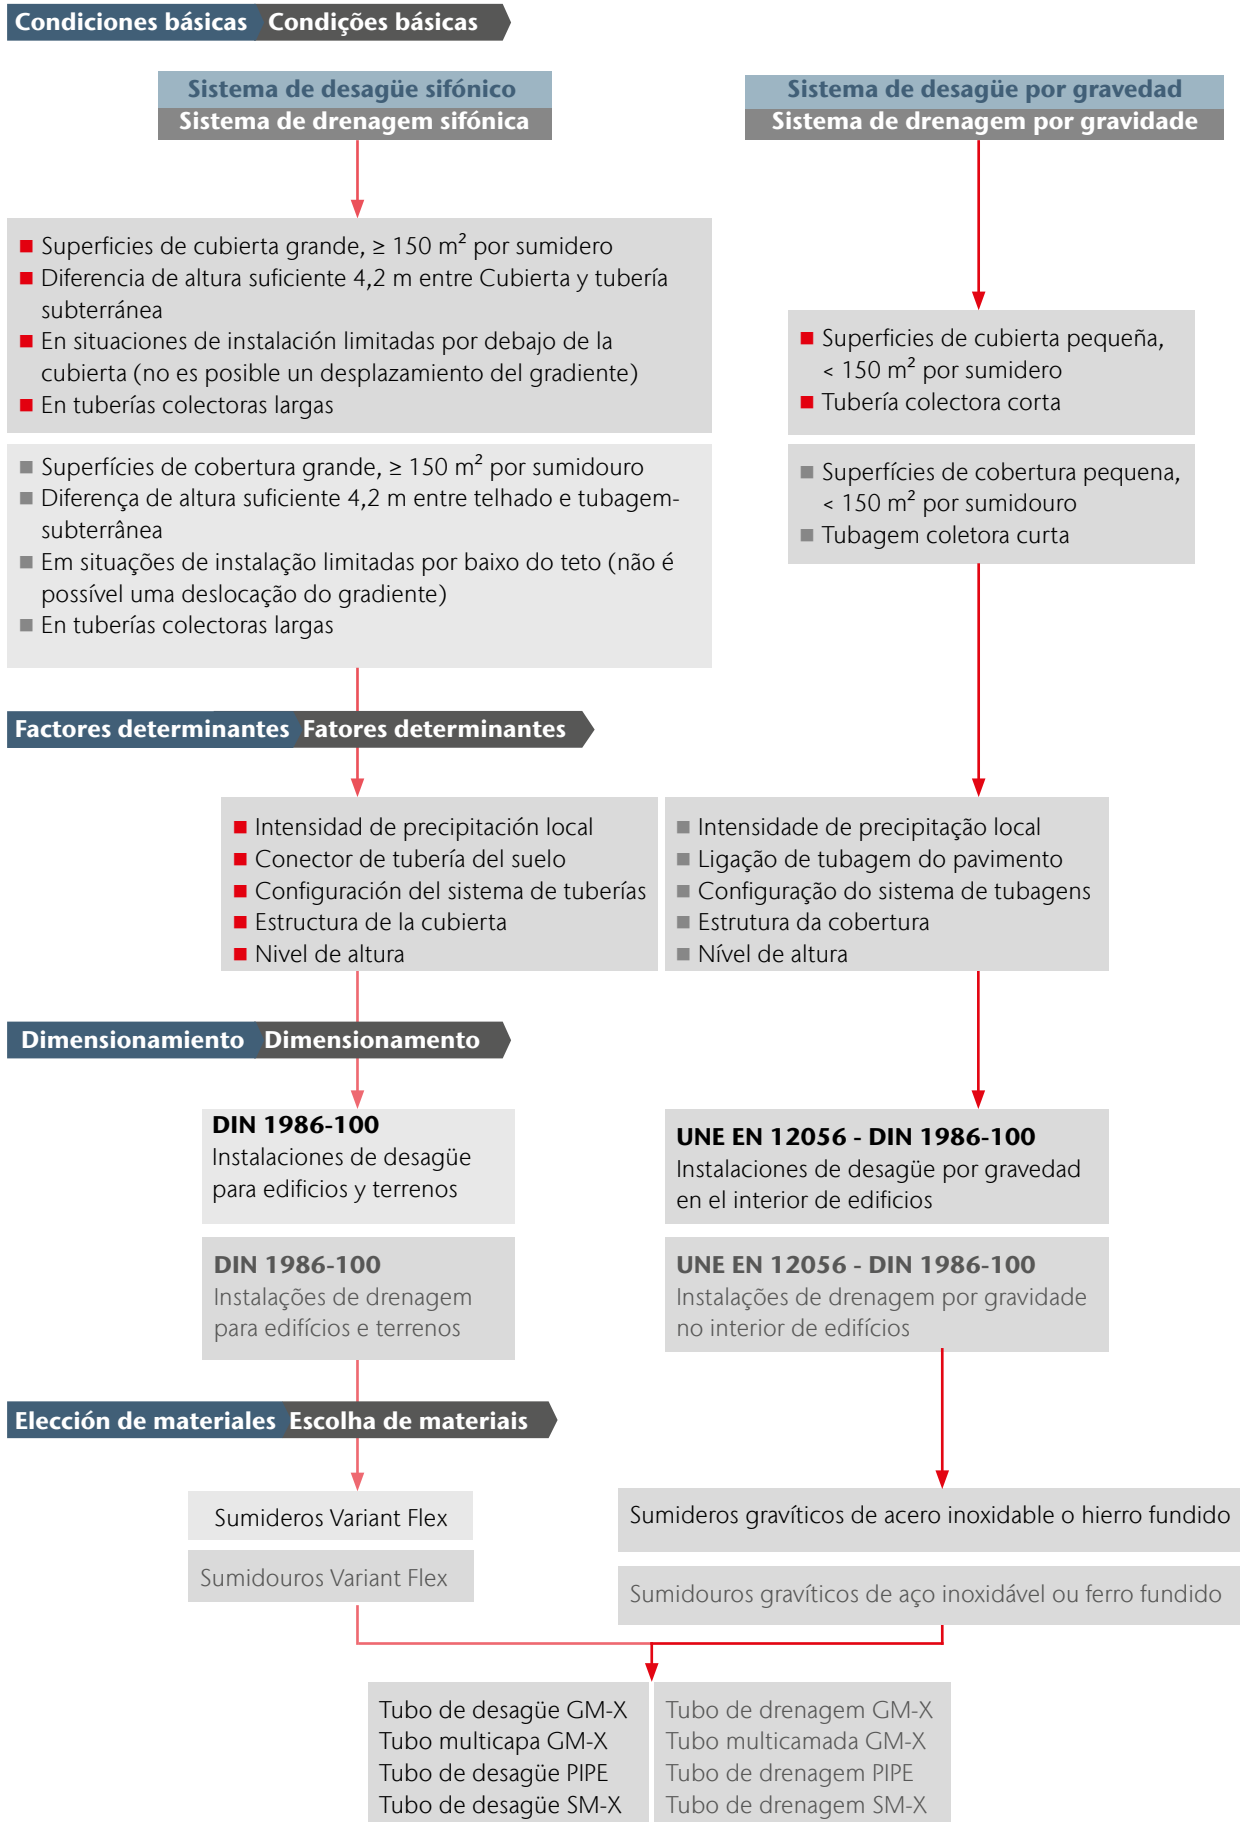 Condiciones básicas Condições básicas
Sistema de desagüe sifónico
Sistema de drenagem sifónica
Superficies de cubierta grande, ≥ 150 m² por sumidero
Diferencia de altura suficiente 4,2 m entre Cubierta y tubería
subterránea
En situaciones de instalación limitadas por debajo de la
cubierta (no es posible un desplazamiento del gradiente)
En tuberías colectoras largas
Superfícies de cobertura grande, ≥ 150 m² por sumidouro
Diferença de altura suficiente 4,2 m entre telhado e tubagem-
subterrânea
Em situações de instalação limitadas por baixo do teto (não é
possível uma deslocação do gradiente)
En tuberías colectoras largas
Sistema de desagüe por gravedad
Sistema de drenagem por gravidade
Superficies de cubierta pequeña,
< 150 m² por sumidero
Tubería colectora corta
Superfícies de cobertura pequena,
< 150 m² por sumidouro
Tubagem coletora curta
Factores determinantes Fatores determinantes
Intensidad de precipitación local
Conector de tubería del suelo
Configuración del sistema de tuberías
Estructura de la cubierta
Nivel de altura
Intensidade de precipitação local
Ligação de tubagem do pavimento
Configuração do sistema de tubagens
Estrutura da cobertura
Nível de altura
Dimensionamiento Dimensionamento
DIN 1986-100
Instalaciones de desagüe
para edificios y terrenos
DIN 1986-100
Instalações de drenagem
para edifícios e terrenos
UNE EN 12056 - DIN 1986-100
Instalaciones de desagüe por gravedad
en el interior de edificios
UNE EN 12056 - DIN 1986-100
Instalações de drenagem por gravidade
no interior de edifícios
Elección de materiales Escolha de materiais
Sumideros Variant Flex
Sumidouros Variant Flex
Sumideros gravíticos de acero inoxidable o hierro fundido
Sumidouros gravíticos de aço inoxidável ou ferro fundido
Tubo de desagüe GM-X
Tubo multicapa GM-X
Tubo de desagüe PIPE
Tubo de desagüe SM-X
Tubo de drenagem GM-X
Tubo multicamada GM-X
Tubo de drenagem PIPE
Tubo de drenagem SM-X